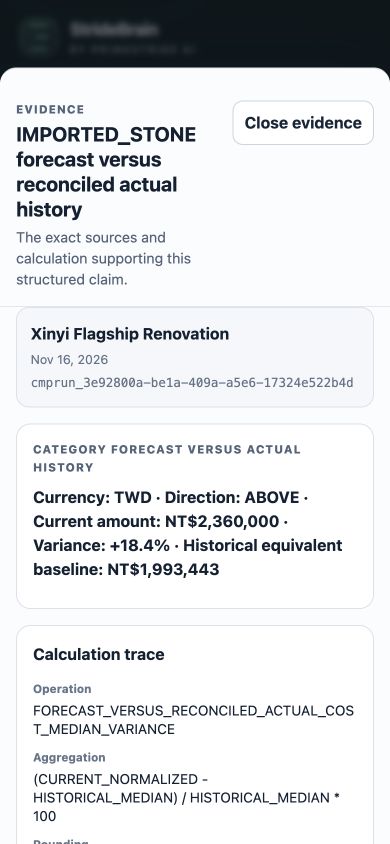 StrideBrain
EVIDENCE
IMPORTED_STONE
forecast versus
reconciled actual
history
Close evidence
The exact sources and
calculation supporting this
structured claim.
Xinyi Flagship Renovation
Nov 16, 2026
cmprun_3e92800a-be1a-409a-a5e6-17324e522b4d
CATEGORY FORECAST VERSUS ACTUAL
HISTORY
Currency: TWD · Direction: ABOVE ·
Current amount: NT$2,360,000 ·
Variance: +18.4% · Historical equivalent
baseline: NT$1,993,443
Calculation trace
Operation
FORECAST_VERSUS_RECONCILED_ACTUAL_COS
T_MEDIAN_VARIANCE
Aggregation
(CURRENT_NORMALIZED -
HISTORICAL_MEDIAN) / HISTORICAL_MEDIAN *
100